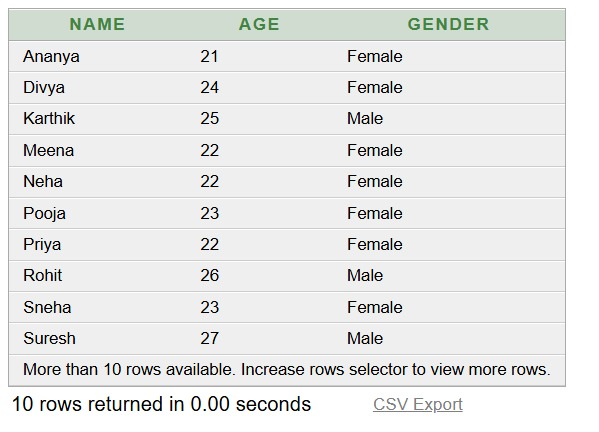 NAME AGE GENDER
Ananya 21 Female
Divya 24 Female
Karthik 25 Male
Meena 22 Female
Neha 22 Female
Pooja 23 Female
Priya 22 Female
Rohit 26 Male
Sneha 23 Female
Suresh 27 Male
More than 10 rows available. Increase rows selector to view more rows.
10 rows returned in 0.00 seconds CSV Export